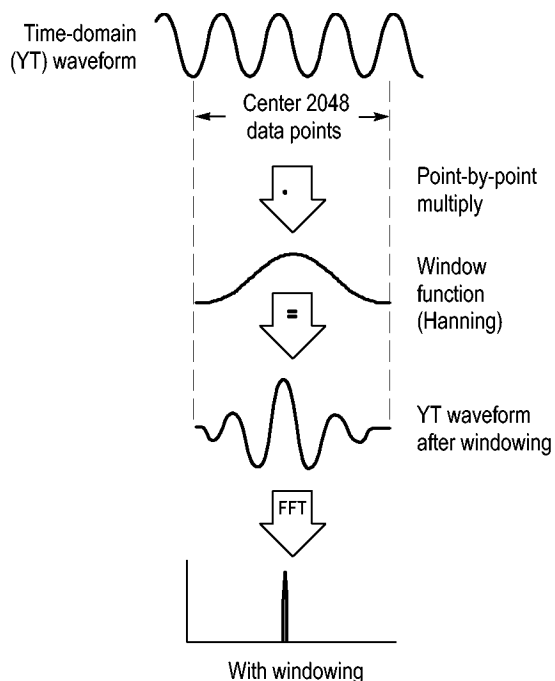 Time-domain
(YT) waveform
Center 2048
data points
Point-by-point
multiply
Window
function
(Hanning)
=
YT waveform
after windowing
FFT
With windowing